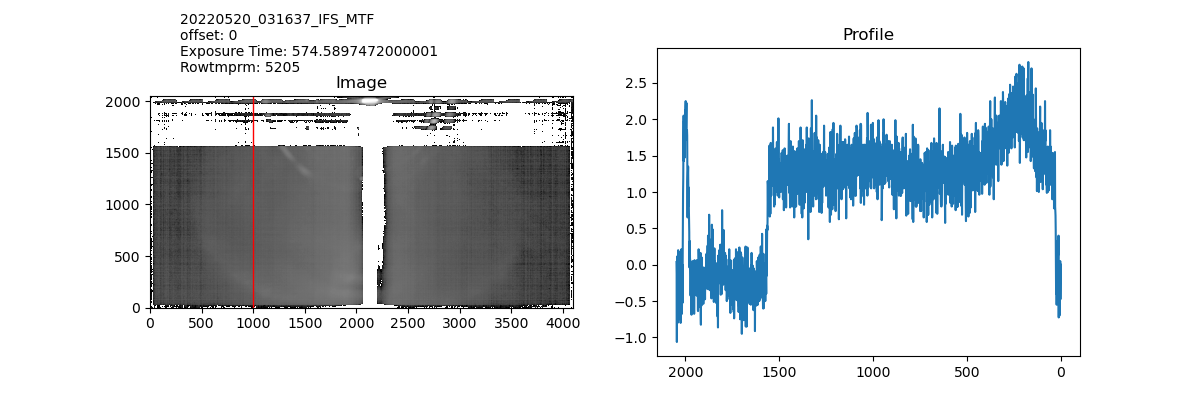 20220520_031637_IFS_MTF
offset: 0
Exposure Time: 574.5897472000001
Rowtmprm: 5205
Image
2000
1500
1000
500
0
0 500 1000 1500 2000 2500 3000 3500 4000
Profile
2.5
2.0
1.5
1.0
0.5
0.0
−0.5
−1.0
2000 1500 1000 500 0